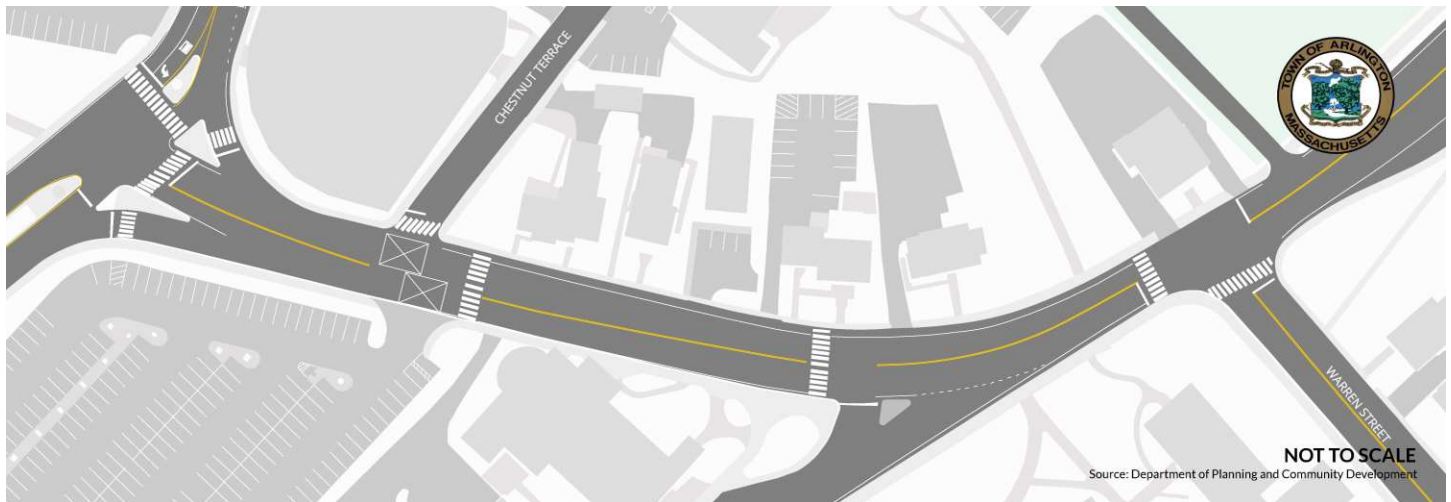 CHESTNUT TERRACE
TOWN OF ARLINGTON
MASSACHUSETTS
WARREN STREET
NOT TO SCALE
Source: Department of Planning and Community Development